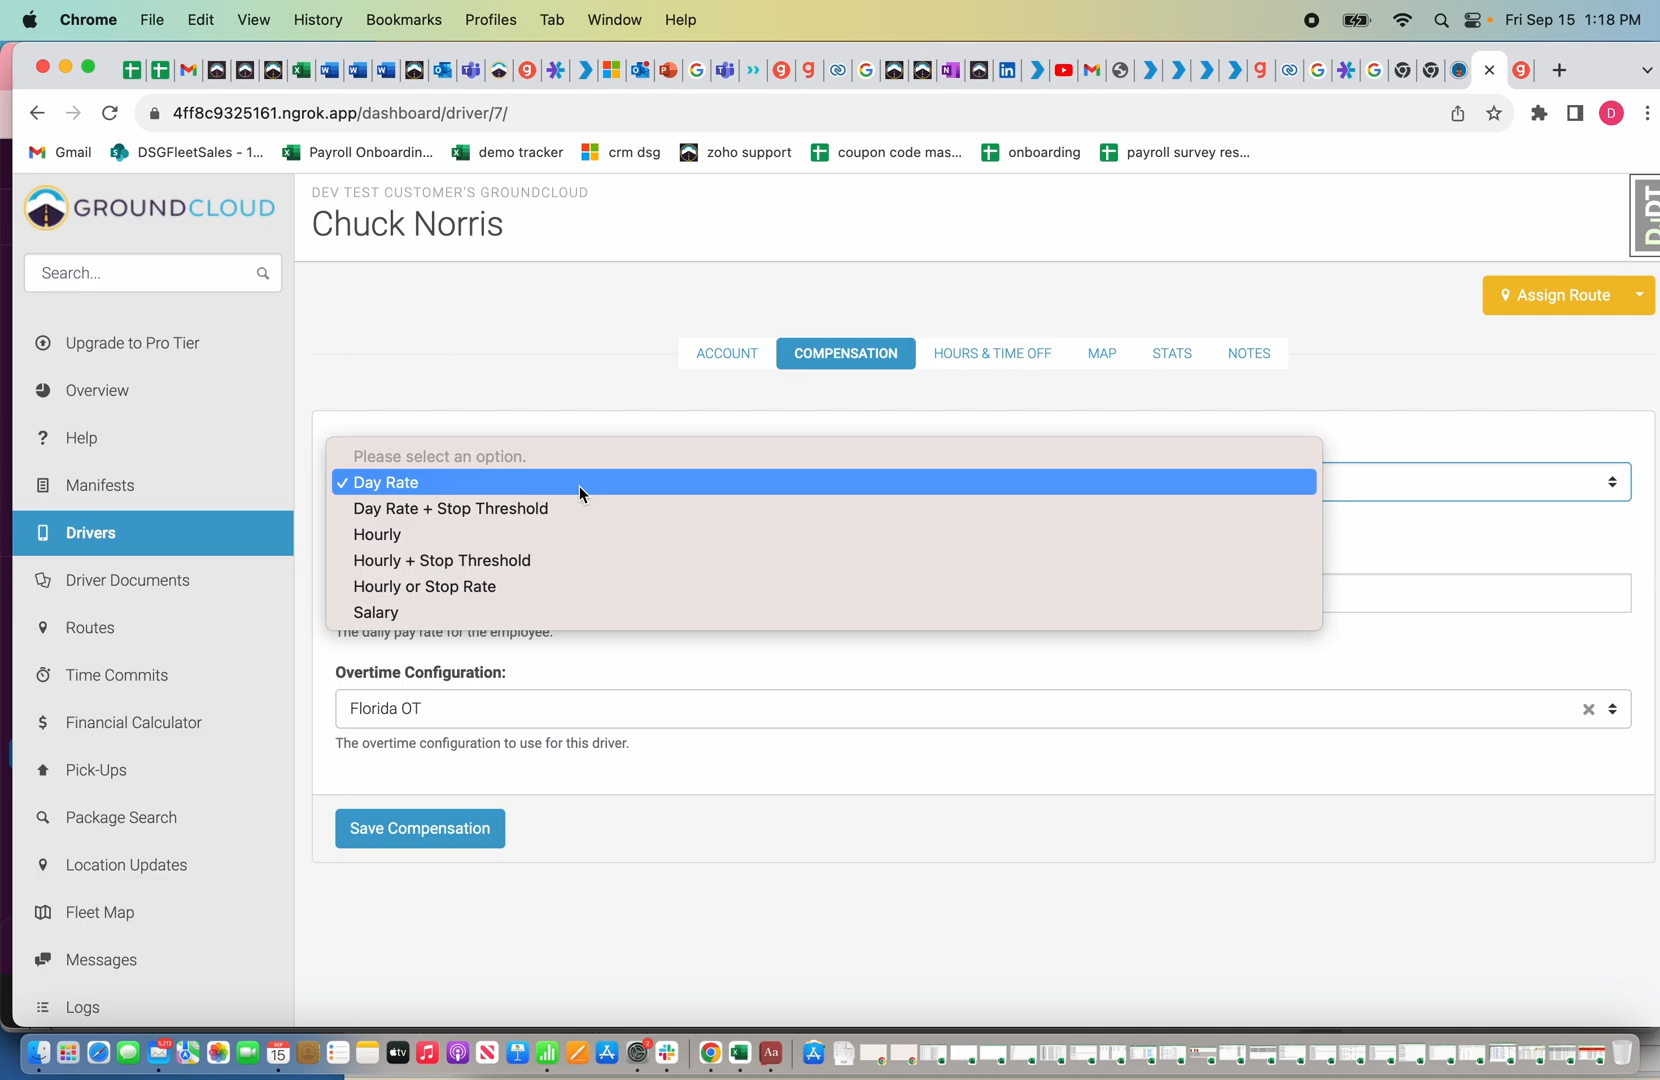 Chrome File Edit View History Bookmarks Profiles Tab Window Help Fri Sep 15 1:18 PM
4ff8c9325161.ngrok.app/dashboard/driver/7/
D
Gmail DSGFleetSales - 1... Payroll Onboardin... demo tracker crm dsg zoho support coupon code mas... onboarding payroll survey res...
GROUNDCLOUD
DEV TEST CUSTOMER'S GROUNDCLOUD
Chuck Norris
Search...
Assign Route
ACCOUNT COMPENSATION HOURS & TIME OFF MAP STATS NOTES
Upgrade to Pro Tier
Overview
Help
Manifests
Drivers
Driver Documents
Routes
Time Commits
Financial Calculator
Pick-Ups
Package Search
Location Updates
Fleet Map
Messages
Logs
Please select an option.
✓ Day Rate
Day Rate + Stop Threshold
Hourly
Hourly + Stop Threshold
Hourly or Stop Rate
Salary
The daily pay rate for the employee.
Overtime Configuration:
Florida OT
The overtime configuration to use for this driver.
Save Compensation
SEP
15
tv
Aa